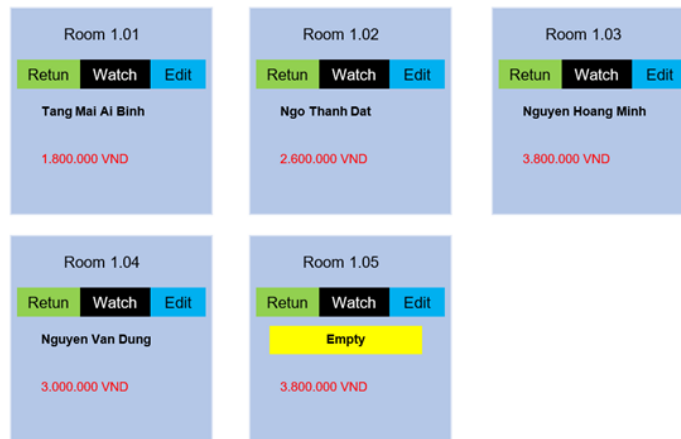 Room 1.01
Retun Watch Edit
Tang Mai Ai Binh
1.800.000 VND
Room 1.02
Retun Watch Edit
Ngo Thanh Dat
2.600.000 VND
Room 1.03
Retun Watch Edit
Nguyen Hoang Minh
3.800.000 VND
Room 1.04
Retun Watch Edit
Nguyen Van Dung
3.000.000 VND
Room 1.05
Retun Watch Edit
Empty
3.800.000 VND